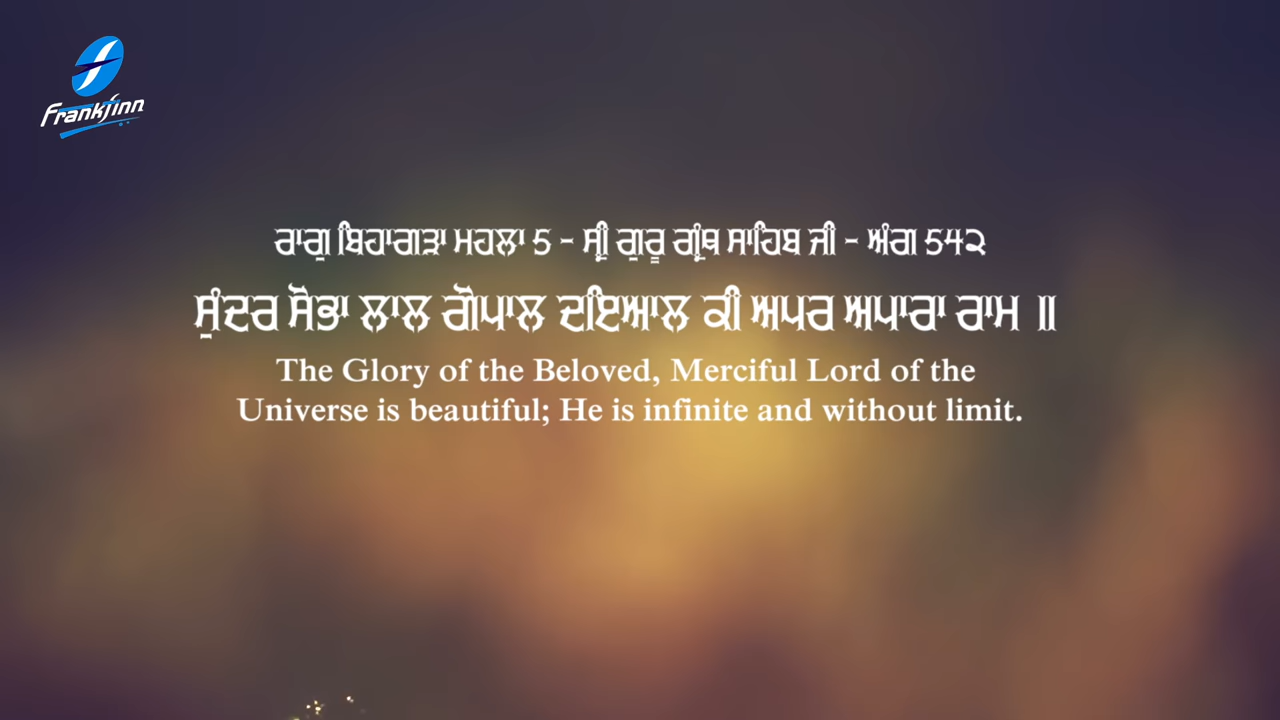 Frankfinn
ਰਾਗੁ ਬਿਹਾਗੜਾ ਮਹਲਾ 5 - ਸ੍ਰੀ ਗੁਰੂ ਗ੍ਰੰਥ ਸਾਹਿਬ ਜੀ - ਅੰਗ 5੪੨
ਸੁੰਦਰ ਸੋਭਾ ਲਾਲ ਗੋਪਾਲ ਦਇਆਲ ਕੀ ਅਪਰ ਅਪਾਰਾ ਰਾਮ ॥
The Glory of the Beloved, Merciful Lord of the
Universe is beautiful; He is infinite and without limit.